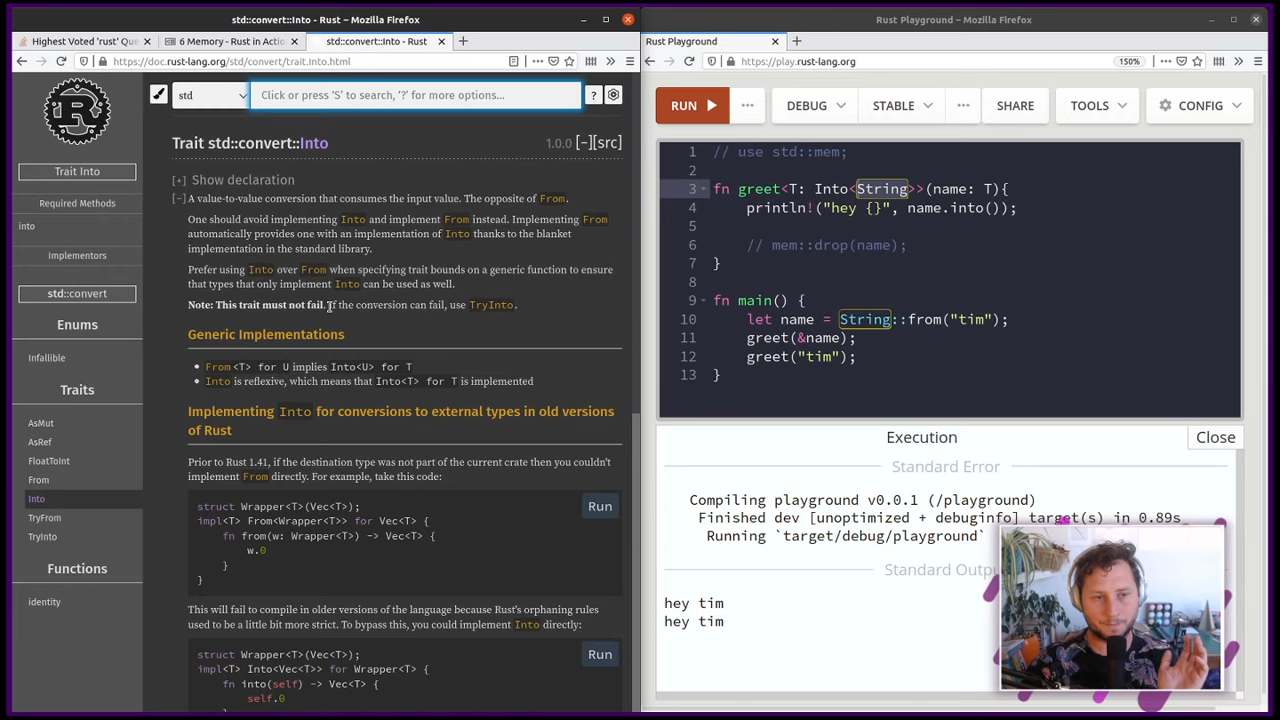 std::convert::Into - Rust - Mozilla Firefox
Highest Voted 'rust' Que
6 Memory - Rust in Actio
std::convert::Into - Rust
https://doc.rust-lang.org/std/convert/trait.Into.html
Trait Into
Required Methods
into
Implementors
std::convert
Enums
Infallible
Traits
AsMut
AsRef
FloatToInt
From
Into
TryFrom
TryInto
Functions
identity
std
Click or press 'S' to search, '?' for more options...
?
Trait std::convert::Into
1.0.0 [-][src]
[+] Show declaration
[-] A value-to-value conversion that consumes the input value. The opposite of From.
One should avoid implementing Into and implement From instead. Implementing From
automatically provides one with an implementation of Into thanks to the blanket
implementation in the standard library.
Prefer using Into over From when specifying trait bounds on a generic function to ensure
that types that only implement Into can be used as well.
Note: This trait must not fail. If the conversion can fail, use TryInto.
Generic Implementations
• From<T> for U implies Into<U> for T
• Into is reflexive, which means that Into<T> for T is implemented
Implementing Into for conversions to external types in old versions
of Rust
Prior to Rust 1.41, if the destination type was not part of the current crate then you couldn't
implement From directly. For example, take this code:
Run
struct Wrapper<T>(Vec<T>);
impl<T> From<Wrapper<T>> for Vec<T> {
fn from(w: Wrapper<T>) -> Vec<T> {
w.0
}
}
This will fail to compile in older versions of the language because Rust's orphaning rules
used to be a little bit more strict. To bypass this, you could implement Into directly:
Run
struct Wrapper<T>(Vec<T>);
impl<T> Into<Vec<T>> for Wrapper<T> {
fn into(self) -> Vec<T> {
self.0
Rust Playground - Mozilla Firefox
Rust Playground
https://play.rust-lang.org
150%
RUN
DEBUG
STABLE
SHARE
TOOLS
CONFIG
1 // use std::mem;
2
3 fn greet<T: Into<String>>(name: T){
4 println!("hey {}", name.into());
5
6 // mem::drop(name);
7 }
8
9 fn main() {
10 let name = String::from("tim");
11 greet(&name);
12 greet("tim");
13 }
Execution
Close
Standard Error
Compiling playground v0.0.1 (/playground)
Finished dev [unoptimized + debuginfo] target(s) in 0.89s
Running `target/debug/playground`
Standard Outp
hey tim
hey tim